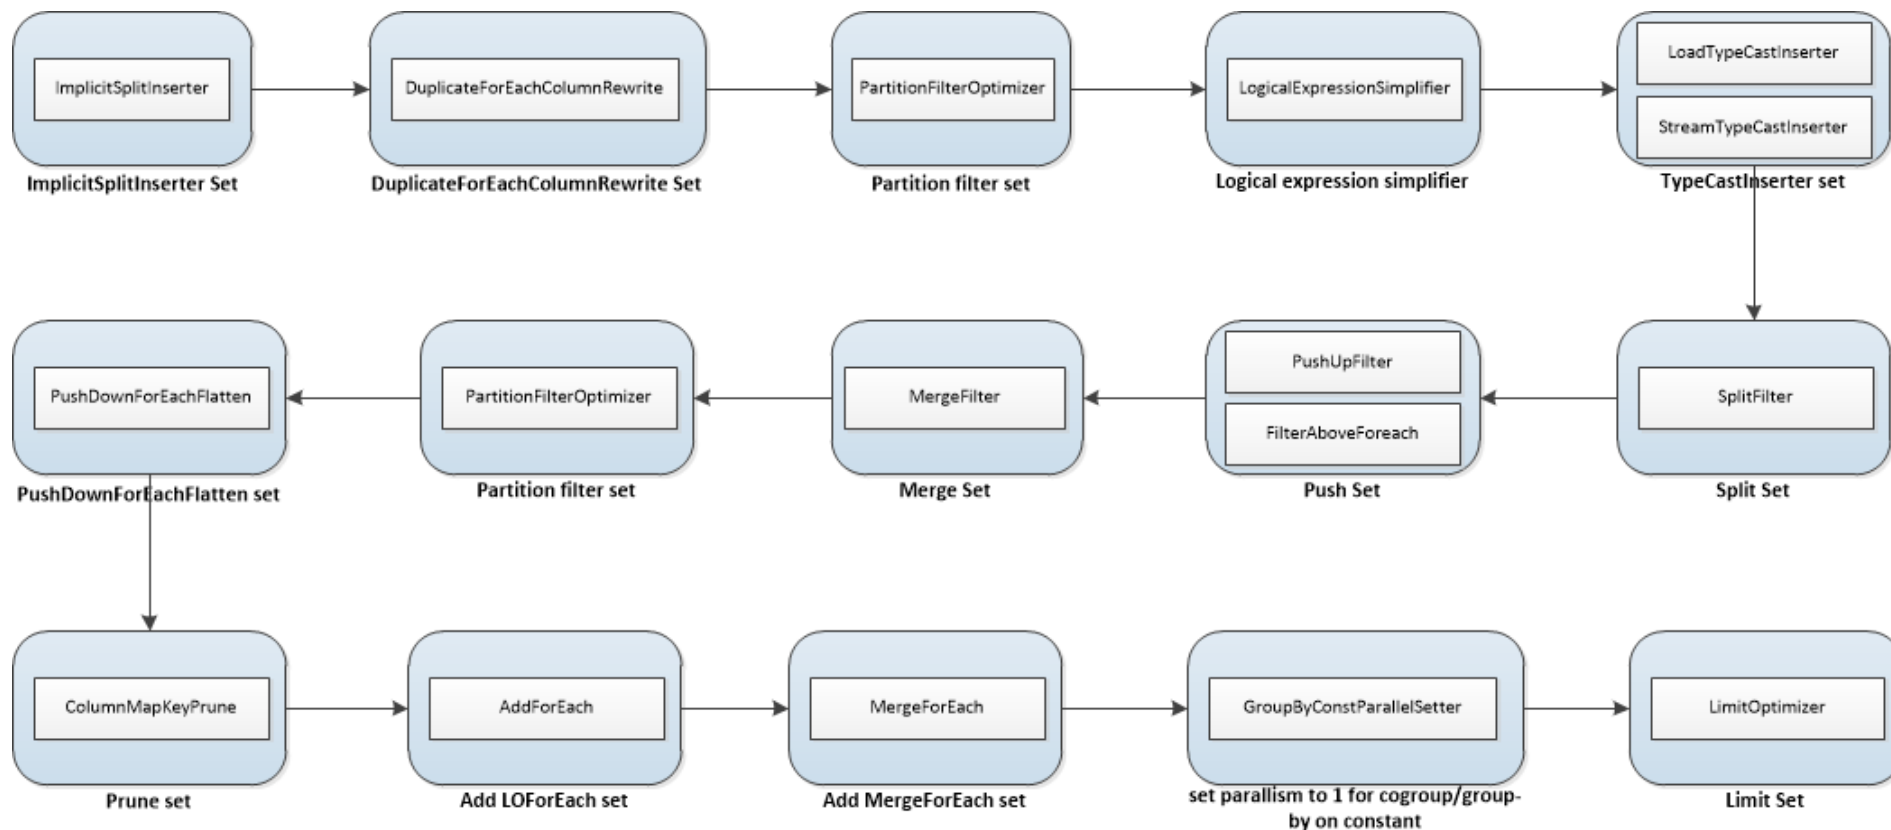 ImplicitSplitInserter
DuplicateForEachColumnRewrite
PartitionFilterOptimizer
LogicalExpressionSimplifier
LoadTypeCastInserter
StreamTypeCastInserter
ImplicitSplitInserter Set
DuplicateForEachColumnRewrite Set
Partition filter set
Logical expression simplifier
TypeCastInserter set
PushDownForEachFlatten
PartitionFilterOptimizer
MergeFilter
PushUpFilter
FilterAboveForeach
SplitFilter
PushDownForEachFlatten set
Partition filter set
Merge Set
Push Set
Split Set
ColumnMapKeyPrune
AddForEach
MergeForEach
GroupByConstParallelSetter
LimitOptimizer
Prune set
Add LOForEach set
Add MergeForEach set
set parallism to 1 for cogroup/group-
by on constant
Limit Set